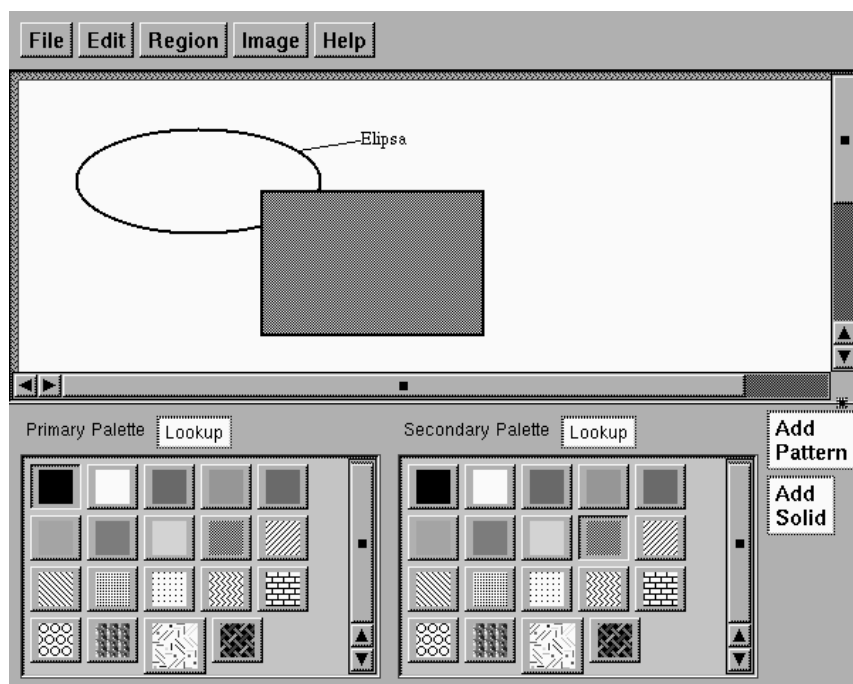 File Edit Region Image Help
Elipsa
Primary Palette Lookup
Secondary Palette Lookup
Add
Pattern
Add
Solid